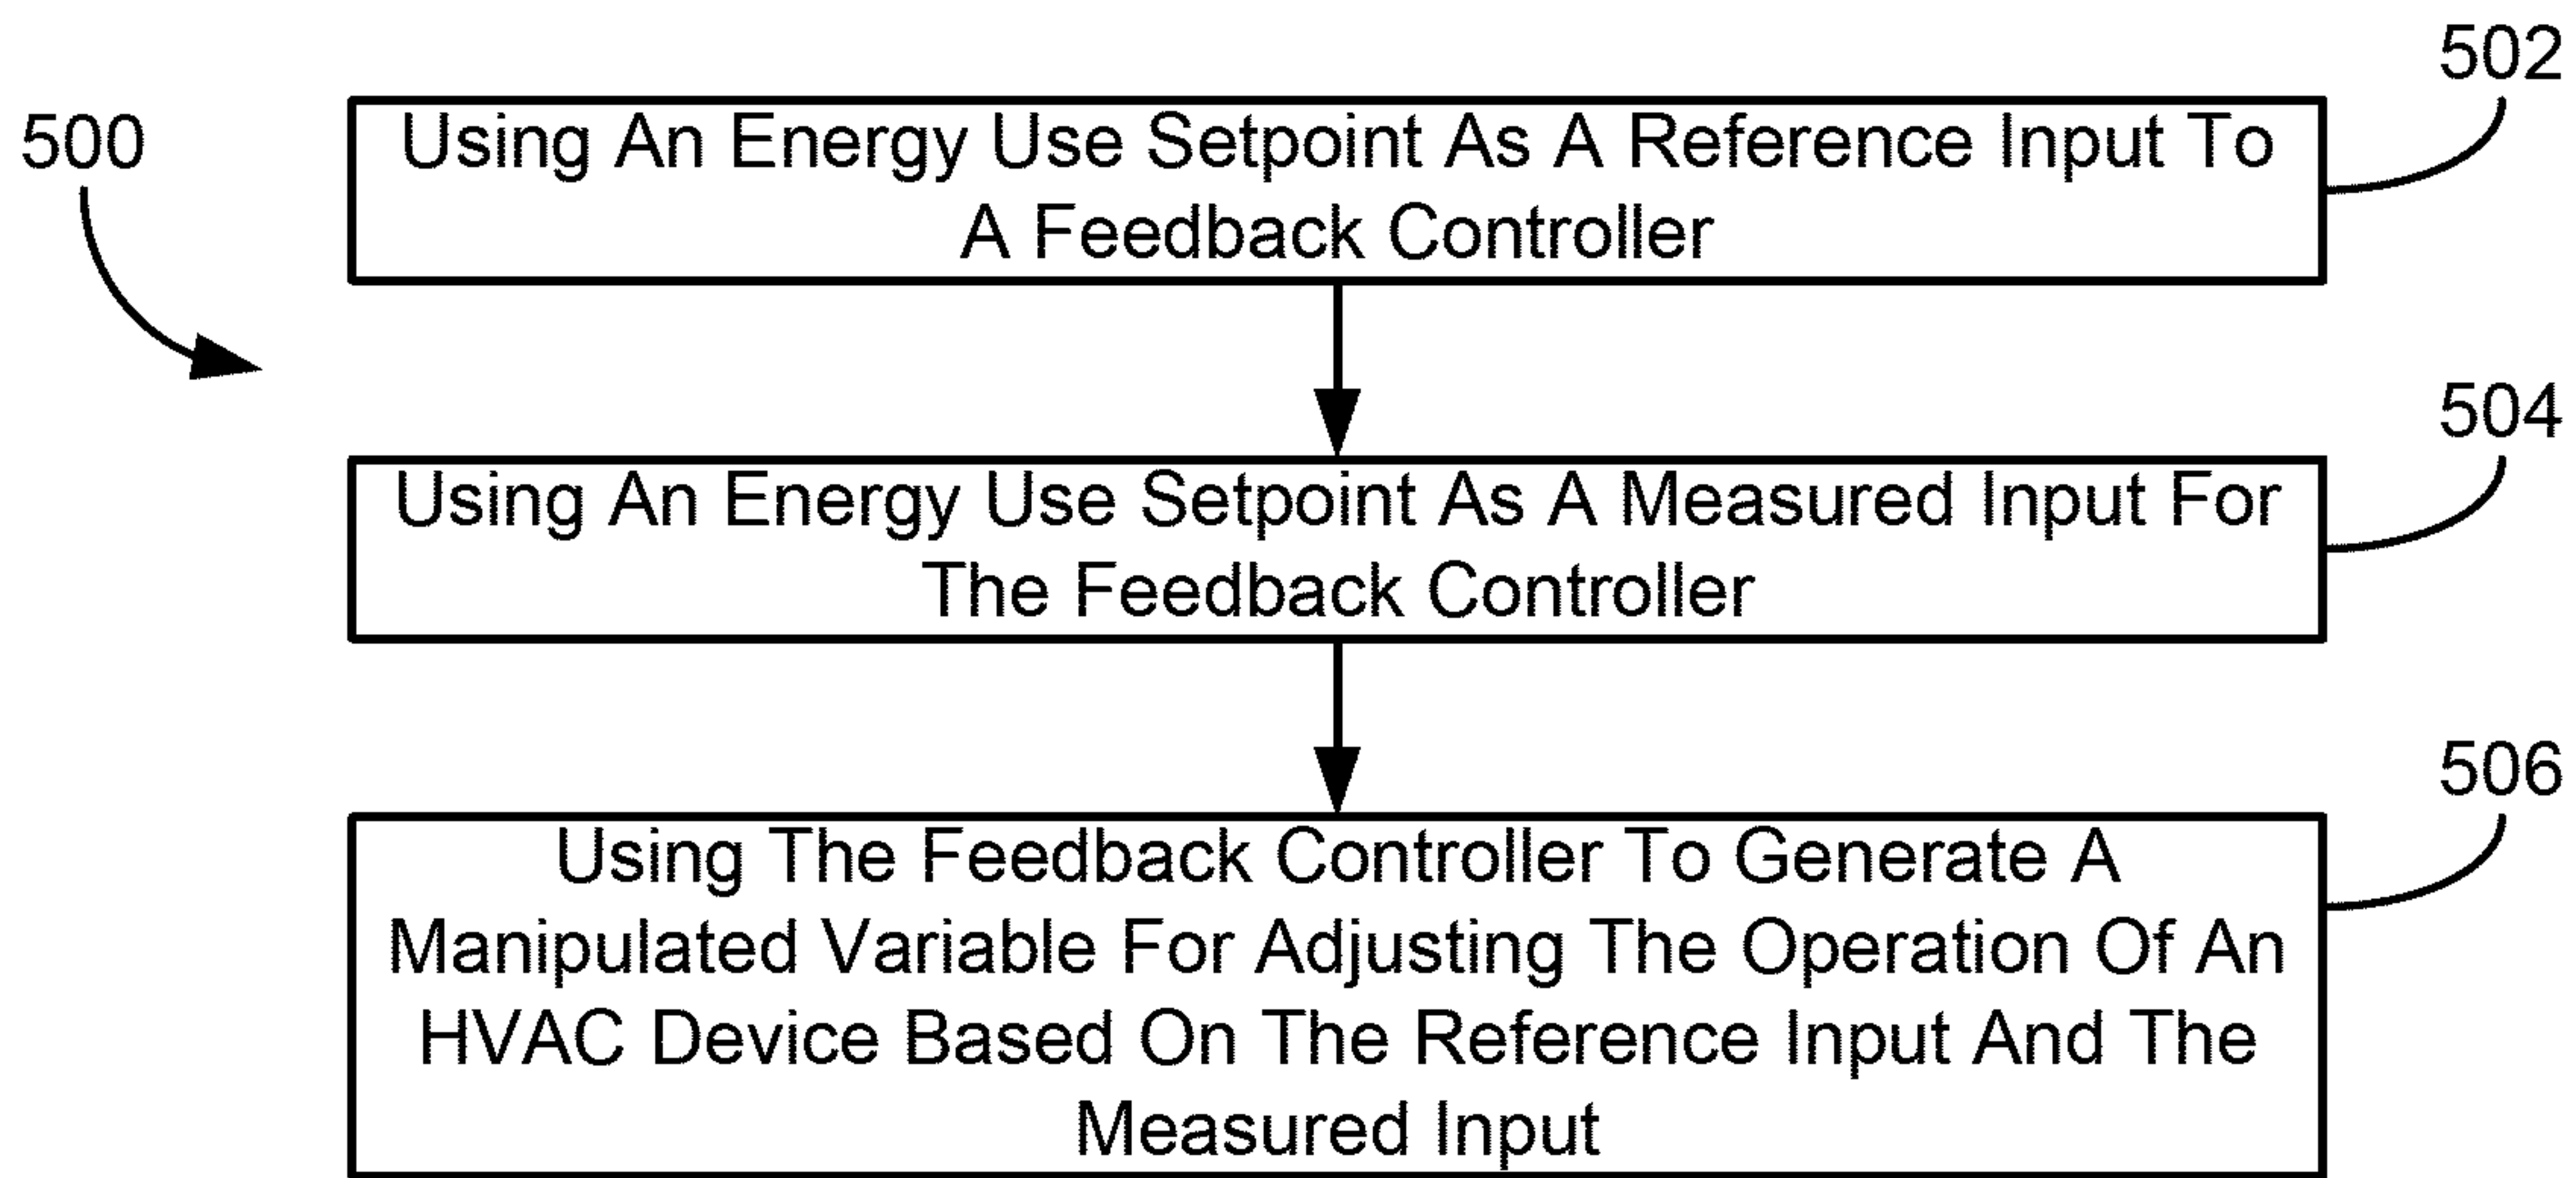 502
500
Using An Energy Use Setpoint As A Reference Input To
A Feedback Controller
504
Using An Energy Use Setpoint As A Measured Input For
The Feedback Controller
506
Using The Feedback Controller To Generate A
Manipulated Variable For Adjusting The Operation Of An
HVAC Device Based On The Reference Input And The
Measured Input